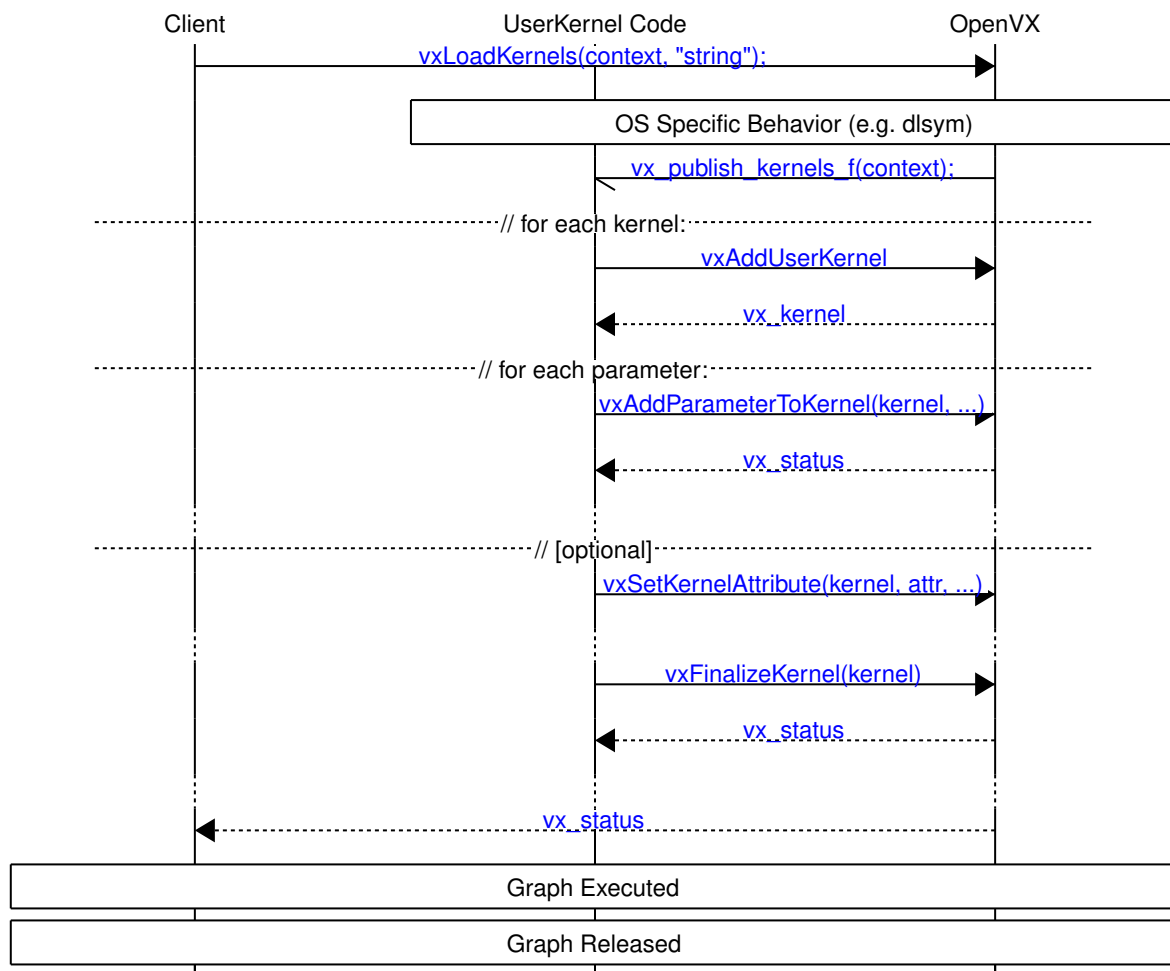 Client UserKernel Code OpenVX
vxLoadKernels(context, "string");
OS Specific Behavior (e.g. dlsym)
vx_publish_kernels_f(context);
// for each kernel:
vxAddUserKernel
vx_kernel
// for each parameter:
vxAddParameterToKernel(kernel, ...)
vx_status
// [optional]
vxSetKernelAttribute(kernel, attr, ...)
vxFinalizeKernel(kernel)
vx_status
vx_status
Graph Executed
Graph Released